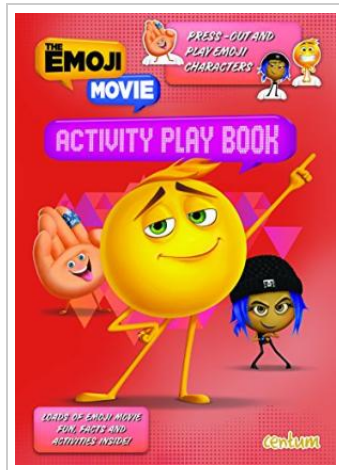 THE
EMOJI
MOVIE
PRESS-OUT AND
PLAY EMOJI
CHARACTERS
ACTIVITY PLAY BOOK
LOADS OF EMOJI MOVIE
FUN, FACTS AND
ACTIVITIES INSIDE!
centum